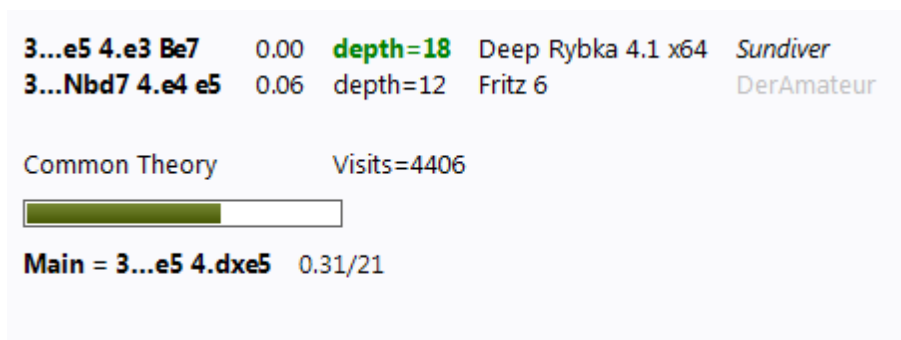 3...e5 4.e3 Be7 0.00 depth=18 Deep Rybka 4.1 x64 Sundiver
3...Nbd7 4.e4 e5 0.06 depth=12 Fritz 6 DerAmateur
Common Theory Visits=4406
Main = 3...e5 4.dxe5 0.31/21